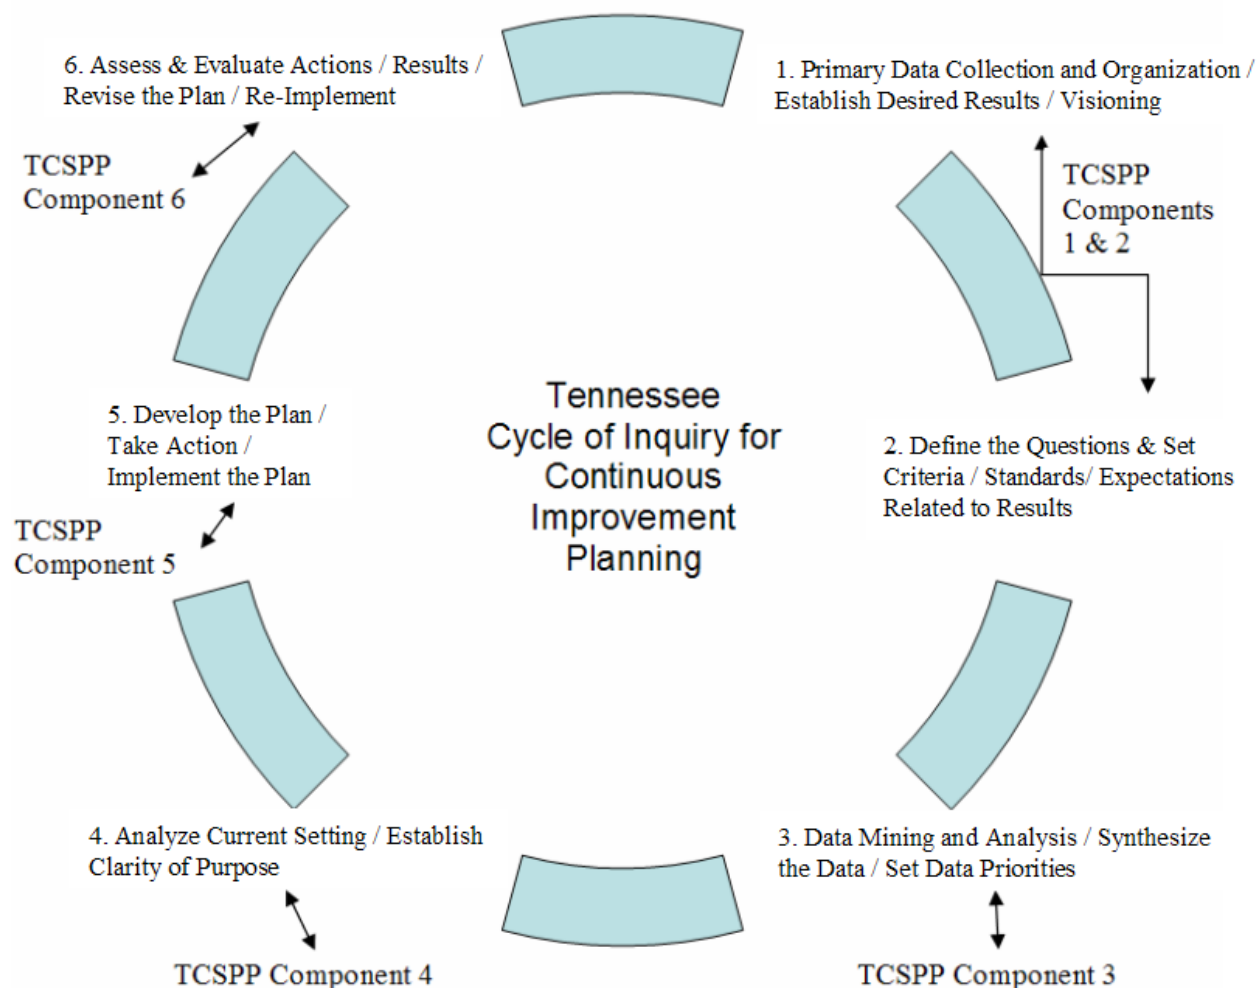 6. Assess & Evaluate Actions / Results /
Revise the Plan / Re-Implement
1. Primary Data Collection and Organization /
Establish Desired Results / Visioning
TCSPP
Component 6
TCSPP
Components
1 & 2
5. Develop the Plan /
Take Action /
Implement the Plan
Tennessee
Cycle of Inquiry for
Continuous
Improvement
Planning
2. Define the Questions & Set
Criteria / Standards/ Expectations
Related to Results
TCSPP
Component 5
4. Analyze Current Setting / Establish
Clarity of Purpose
3. Data Mining and Analysis / Synthesize
the Data / Set Data Priorities
TCSPP Component 4
TCSPP Component 3